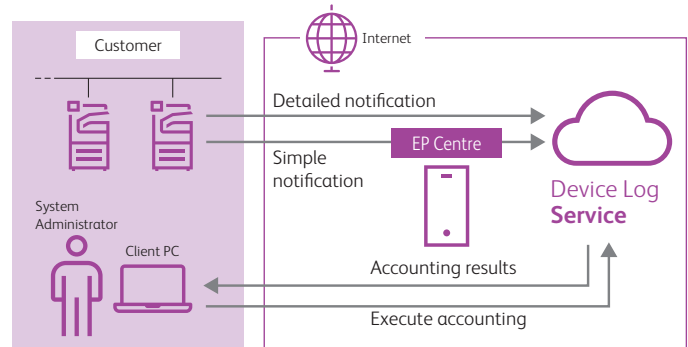 Customer
Internet
Detailed notification
EP Centre
Simple
notification
Device Log
Service
System
Administrator
Client PC
Accounting results
Execute accounting